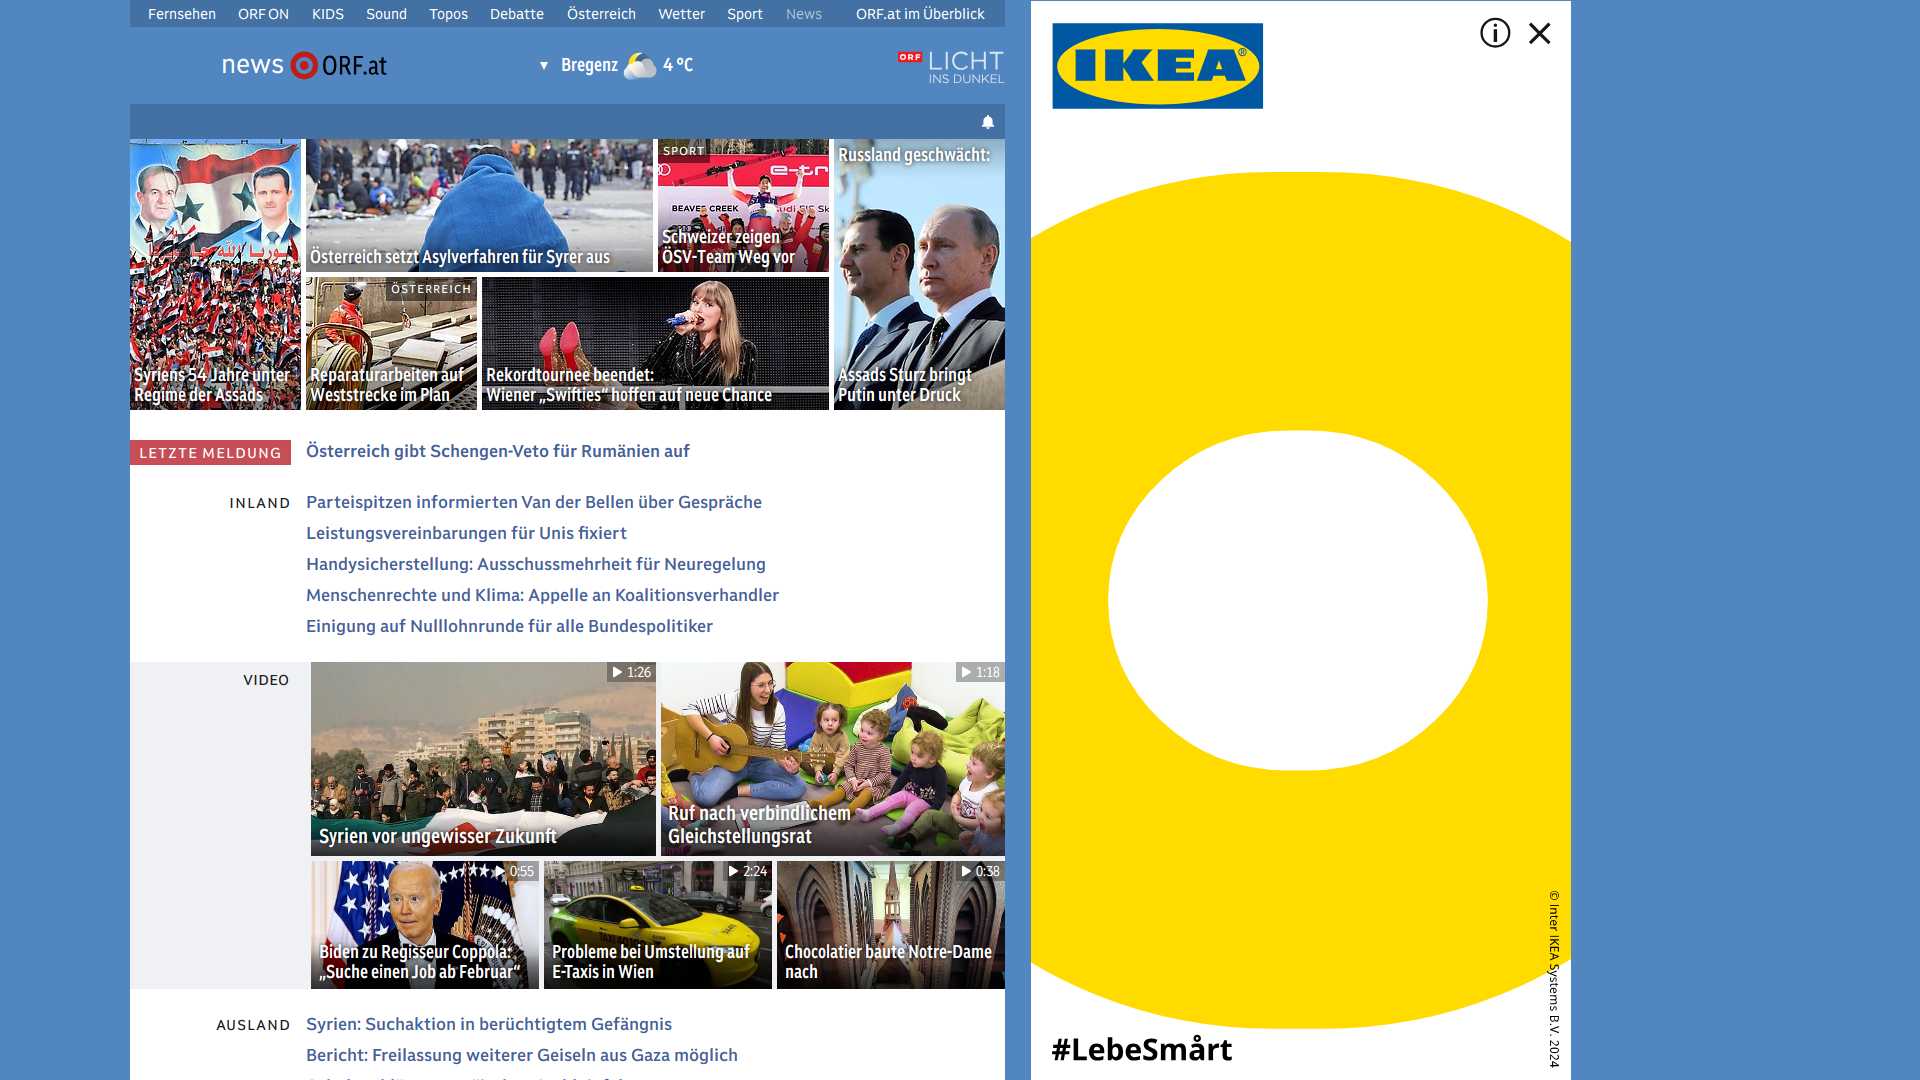 Fernsehen ORF ON KIDS Sound Topos Debatte Österreich Wetter Sport News ORF.at im Überblick
news ORF.at
▼ Bregenz 4 °C
ORF LICHT
INS DUNKEL
Syriens 54 Jahre unter
Regime der Assads
Österreich setzt Asylverfahren für Syrer aus
SPORT
BEAVER CREEK
Schweizer zeigen
ÖSV-Team Weg vor
Russland geschwächt:
Assads Sturz bringt
Putin unter Druck
ÖSTERREICH
Reparaturarbeiten auf
Weststrecke im Plan
Rekordtournee beendet:
Wiener „Swifties“ hoffen auf neue Chance
LETZTE MELDUNG
Österreich gibt Schengen-Veto für Rumänien auf
INLAND
Parteispitzen informierten Van der Bellen über Gespräche
Leistungsvereinbarungen für Unis fixiert
Handysicherstellung: Ausschussmehrheit für Neuregelung
Menschenrechte und Klima: Appelle an Koalitionsverhandler
Einigung auf Nulllohnrunde für alle Bundespolitiker
VIDEO
1:26
Syrien vor ungewisser Zukunft
1:18
Ruf nach verbindlichem
Gleichstellungsrat
0:55
Biden zu Regisseur Coppola:
„Suche einen Job ab Februar“
2:24
Probleme bei Umstellung auf
E-Taxis in Wien
0:38
Chocolatier baute Notre-Dame
nach
AUSLAND
Syrien: Suchaktion in berüchtigtem Gefängnis
Bericht: Freilassung weiterer Geiseln aus Gaza möglich
IKEA®
#LebeSmårt
© Inter IKEA Systems B.V. 2024